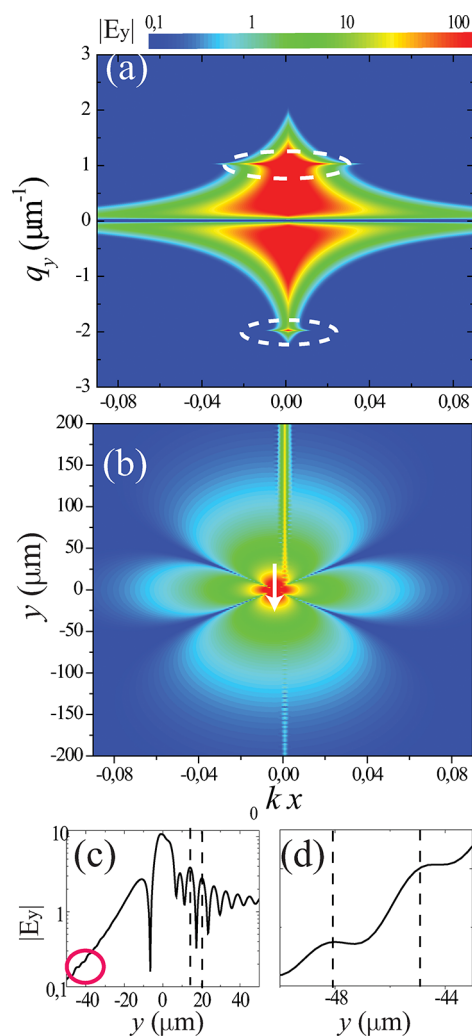 |Ey| 0,1 1 10 100
(a)
3
2
1
0
-1
-2
-3
q_y (μm⁻¹)
-0,08 -0,04 0,00 0,04 0,08
(b)
200
150
100
50
0
-50
-100
-150
-200
y (μm)
-0,08 -0,04 0,00 0,04 0,08
k₀x
(c)
10
1
0,1
|Ey|
-40 -20 0 20 40
y (μm)
(d)
-48 -44
y (μm)